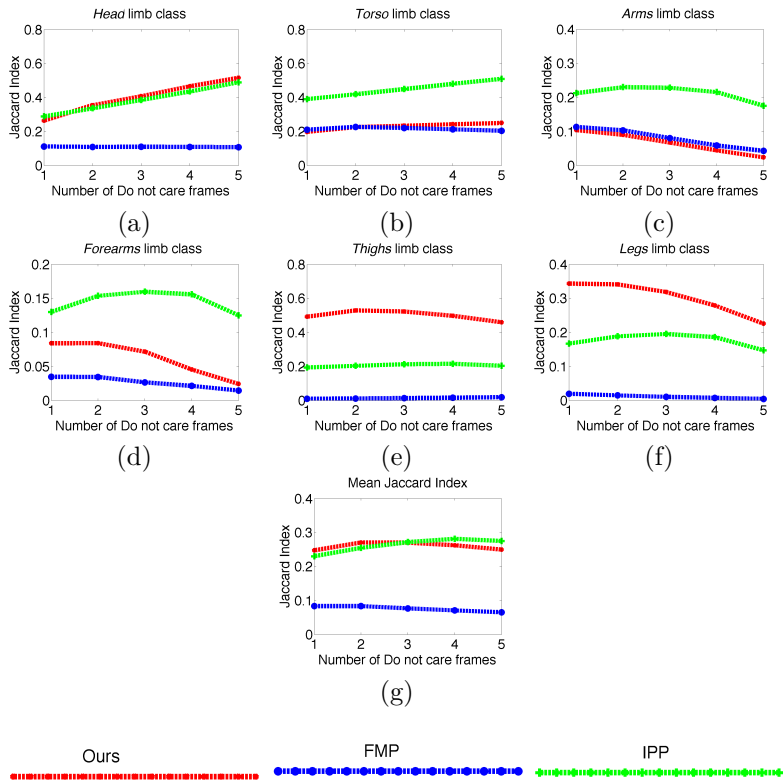 Head limb class
0.8
0.6
0.4
0.2
0
Jaccard Index
1 2 3 4 5
Number of Do not care frames
(a)
Torso limb class
0.8
0.6
0.4
0.2
0
Jaccard Index
1 2 3 4 5
Number of Do not care frames
(b)
Arms limb class
0.4
0.3
0.2
0.1
0
Jaccard Index
1 2 3 4 5
Number of Do not care frames
(c)
Forearms limb class
0.2
0.15
0.1
0.05
0
Jaccard Index
1 2 3 4 5
Number of Do not care frames
(d)
Thighs limb class
0.8
0.6
0.4
0.2
0
Jaccard Index
1 2 3 4 5
Number of Do not care frames
(e)
Legs limb class
0.4
0.3
0.2
0.1
0
Jaccard Index
1 2 3 4 5
Number of Do not care frames
(f)
Mean Jaccard Index
0.4
0.3
0.2
0.1
0
Jaccard Index
1 2 3 4 5
Number of Do not care frames
(g)
Ours FMP IPP